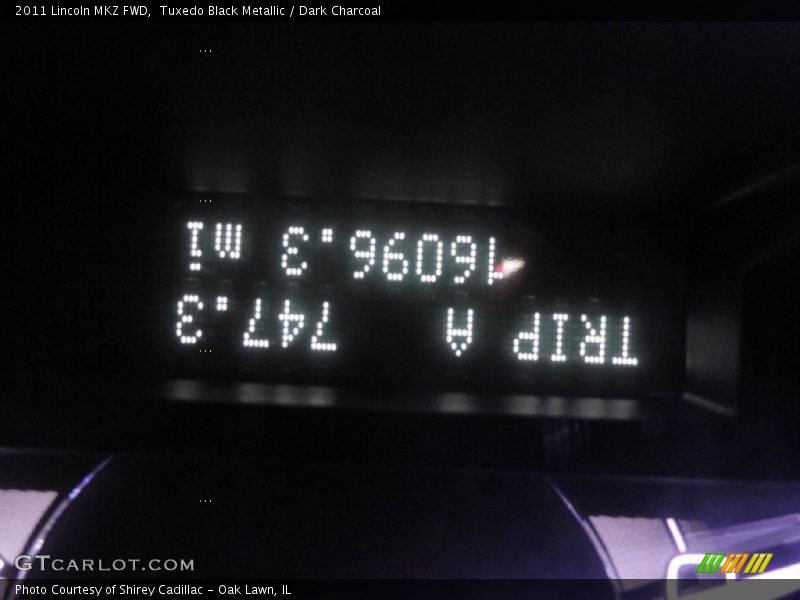 2011 Lincoln MKZ FWD, Tuxedo Black Metallic / Dark Charcoal
TRIP A 747.3
16096.3 MI
GTCARLOT.COM
Photo Courtesy of Shirey Cadillac - Oak Lawn, IL